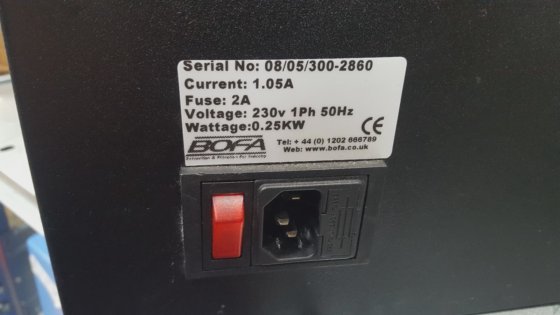 Serial No: 08/05/300-2860
Current: 1.05A
Fuse: 2A
Voltage: 230v 1Ph 50Hz
Wattage:0.25KW
CE
BOFA
Extraction & Filtration For Industry
Tel: + 44 (0) 1202 666789
Web: www.bofa.co.uk